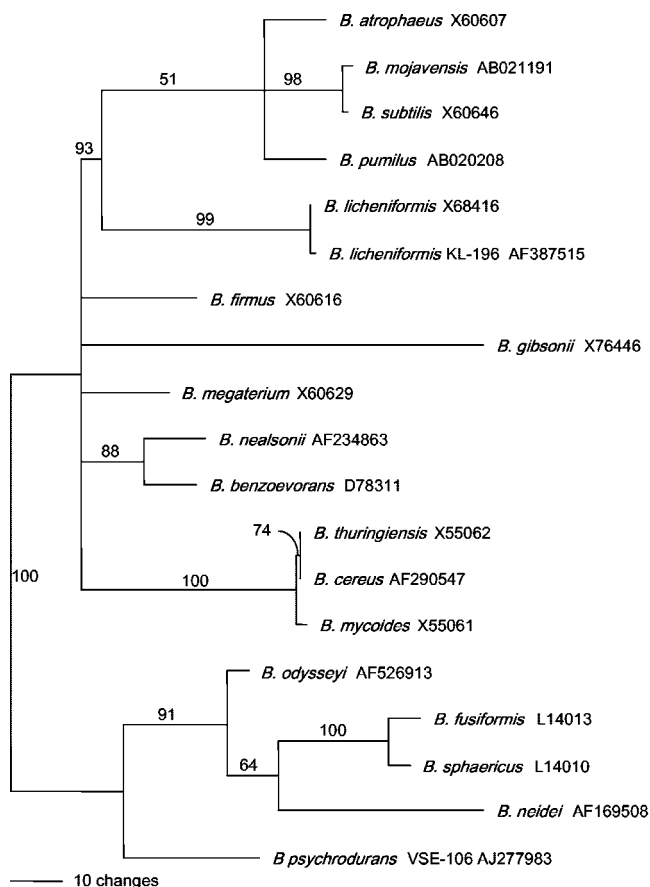 B. atrophaeus X60607
B. mojavensis AB021191
51
98
B. subtilis X60646
93
B. pumilus AB020208
B. licheniformis X68416
99
B. licheniformis KL-196 AF387515
B. firmus X60616
B. gibsonii X76446
B. megaterium X60629
B. nealsonii AF234863
88
B. benzoevorans D78311
74
B. thuringiensis X55062
100
100
B. cereus AF290547
B. mycoides X55061
B. odysseyi AF526913
91
B. fusiformis L14013
100
64
B. sphaericus L14010
B. neidei AF169508
B psychrodurans VSE-106 AJ277983
10 changes